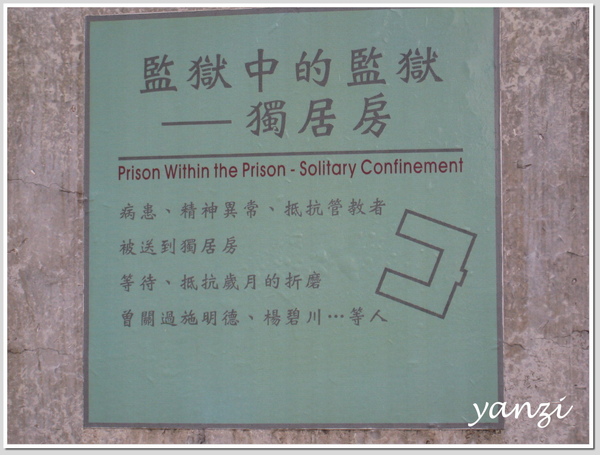 監獄中的監獄
——獨居房
Prison Within the Prison - Solitary Confinement
病患、精神異常、抵抗管教者
被送到獨居房
等待、抵抗歲月的折磨
曾關過施明德、楊碧川…等人
yanzi